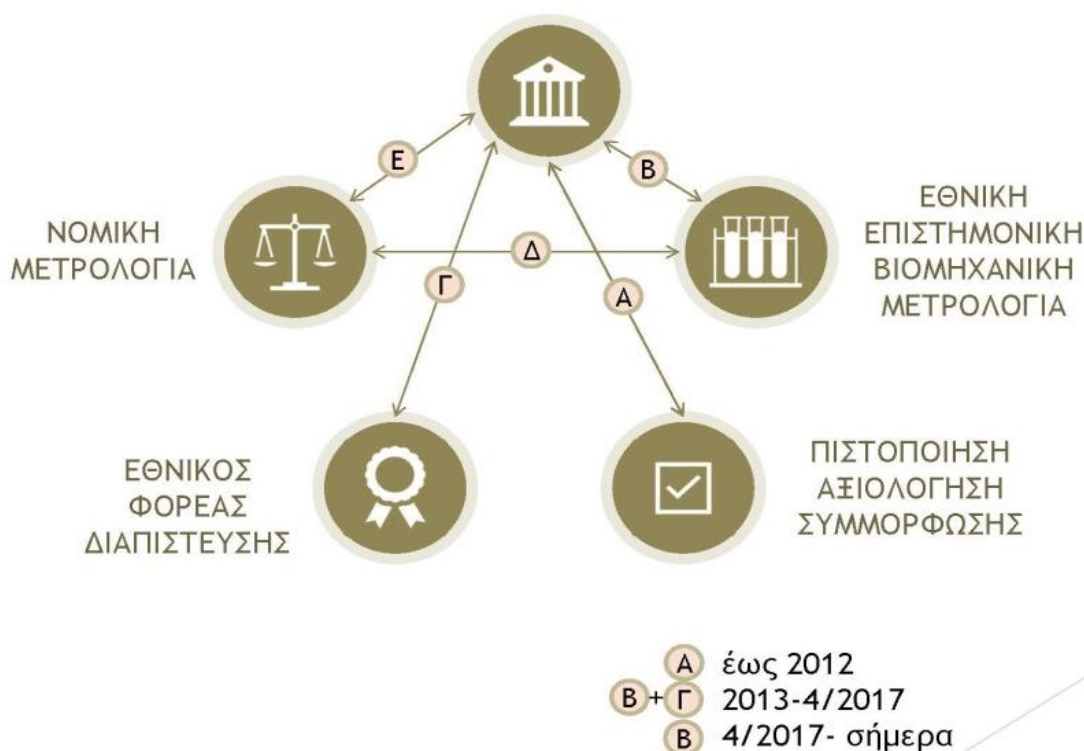 Ε
Β
ΝΟΜΙΚΗ
ΜΕΤΡΟΛΟΓΙΑ
Δ
Γ
Α
ΕΘΝΙΚΗ
ΕΠΙΣΤΗΜΟΝΙΚΗ
ΒΙΟΜΗΧΑΝΙΚΗ
ΜΕΤΡΟΛΟΓΙΑ
ΕΘΝΙΚΟΣ
ΦΟΡΕΑΣ
ΔΙΑΠΙΣΤΕΥΣΗΣ
ΠΙΣΤΟΠΟΙΗΣΗ
ΑΞΙΟΛΟΓΗΣΗ
ΣΥΜΜΟΡΦΩΣΗΣ
Α έως 2012
Β+Γ 2013-4/2017
Β 4/2017- σήμερα